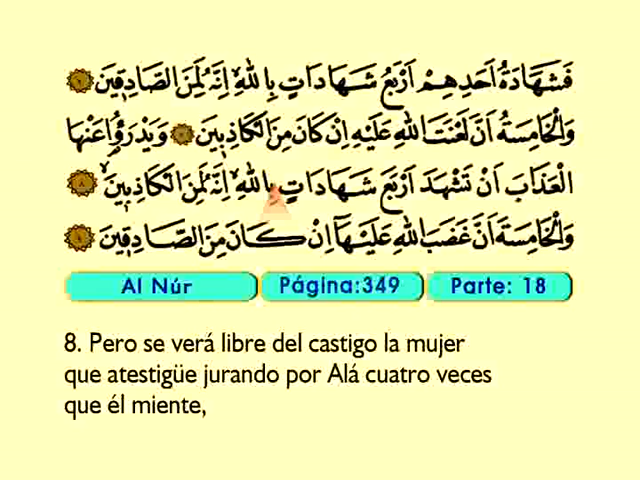 فَشَهَادَةُ أَحَدِهِمْ أَرْبَعُ شَهَادَاتٍ بِاللَّهِ إِنَّهُ لَمِنَ الصَّادِقِينَ
وَالْخَامِسَةُ أَنَّ لَعْنَتَ اللَّهِ عَلَيْهِ إِنْ كَانَ مِنَ الْكَاذِبِينَ وَيَدْرَؤُا عَنْهَا
الْعَذَابَ أَنْ تَشْهَدَ أَرْبَعَ شَهَادَاتٍ بِاللَّهِ إِنَّهُ لَمِنَ الْكَاذِبِينَ
وَالْخَامِسَةَ أَنَّ غَضَبَ اللَّهِ عَلَيْهَا إِنْ كَانَ مِنَ الصَّادِقِينَ
Al Núr Página:349 Parte: 18
8. Pero se verá libre del castigo la mujer
que atestigüe jurando por Alá cuatro veces
que él miente,